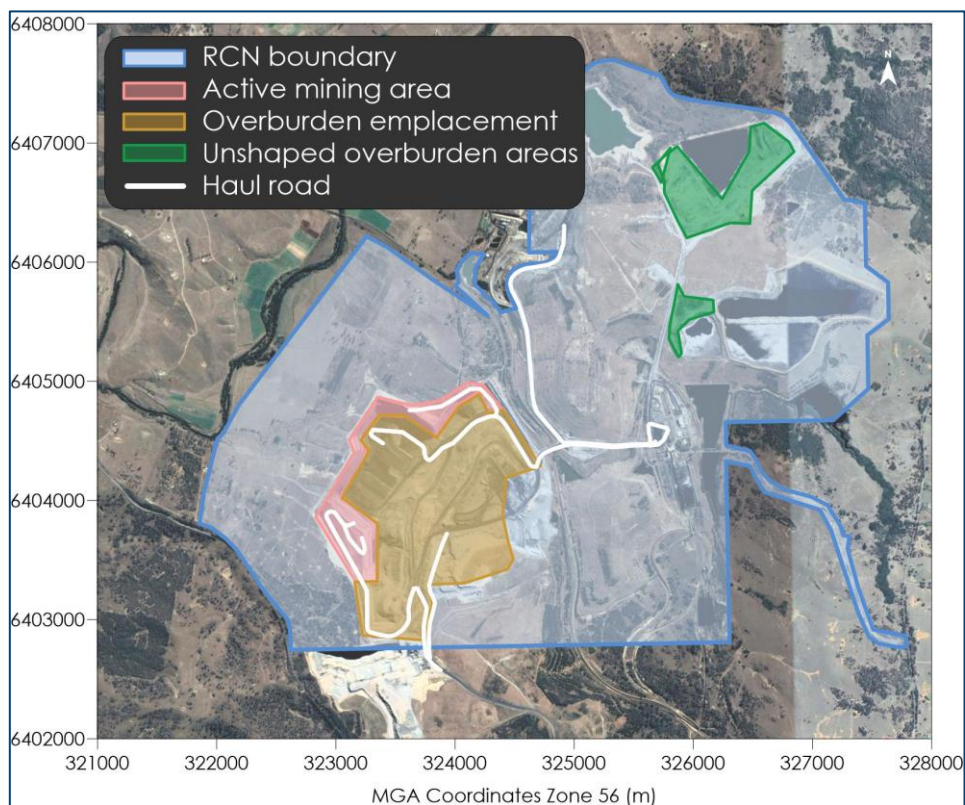 6408000
6407000
6406000
6405000
6404000
6403000
6402000
RCN boundary
Active mining area
Overburden emplacement
Unshaped overburden areas
Haul road
N
321000 322000 323000 324000 325000 326000 327000 328000
MGA Coordinates Zone 56 (m)